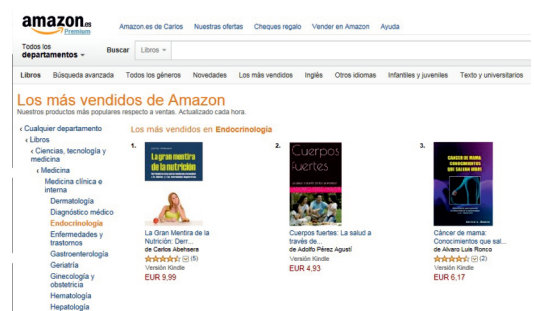 amazon.es
Premium
Amazon.es de Carlos Nuestras ofertas Cheques regalo Vender en Amazon Ayuda
Todos los
departamentos
Buscar Libros
Libros Búsqueda avanzada Todos los géneros Novedades Los más vendidos Inglés Otros idiomas Infantiles y juveniles Texto y universitarios
Los más vendidos de Amazon
Nuestros productos más populares respecto a ventas. Actualizado cada hora.
‹ Cualquier departamento
‹ Libros
‹ Ciencias, tecnología y
medicina
‹ Medicina
Medicina clínica e
interna
Dermatología
Diagnóstico médico
Endocrinología
Enfermedades y
trastornos
Gastroenterología
Geriatría
Ginecología y
obstetricia
Hematología
Hepatología
Los más vendidos en Endocrinología
1.
La gran mentira
de la nutrición
La Gran Mentira de la
Nutrición: Derr...
de Carlos Abehsera
(5)
Versión Kindle
EUR 9,99
2.
Cuerpos
fuertes
Cuerpos fuertes: La salud a
través de...
de Adolfo Pérez Agustí
Versión Kindle
EUR 4,93
3.
CÁNCER DE MAMA:
CONOCIMIENTOS
QUE SALVAN VIDAS
Cáncer de mama:
Conocimientos que sal...
de Alvaro Ronco
(2)
Versión Kindle
EUR 6,17